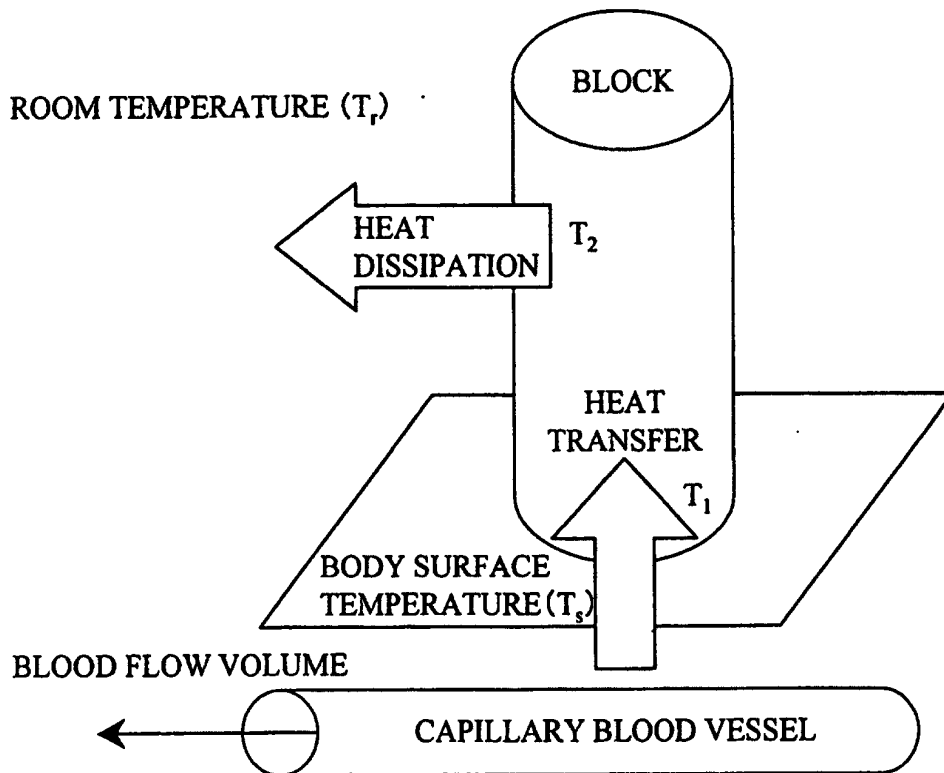 BLOCK
ROOM TEMPERATURE (Tr)
HEAT
DISSIPATION
T2
HEAT
TRANSFER
T1
BODY SURFACE
TEMPERATURE (Ts)
BLOOD FLOW VOLUME
CAPILLARY BLOOD VESSEL